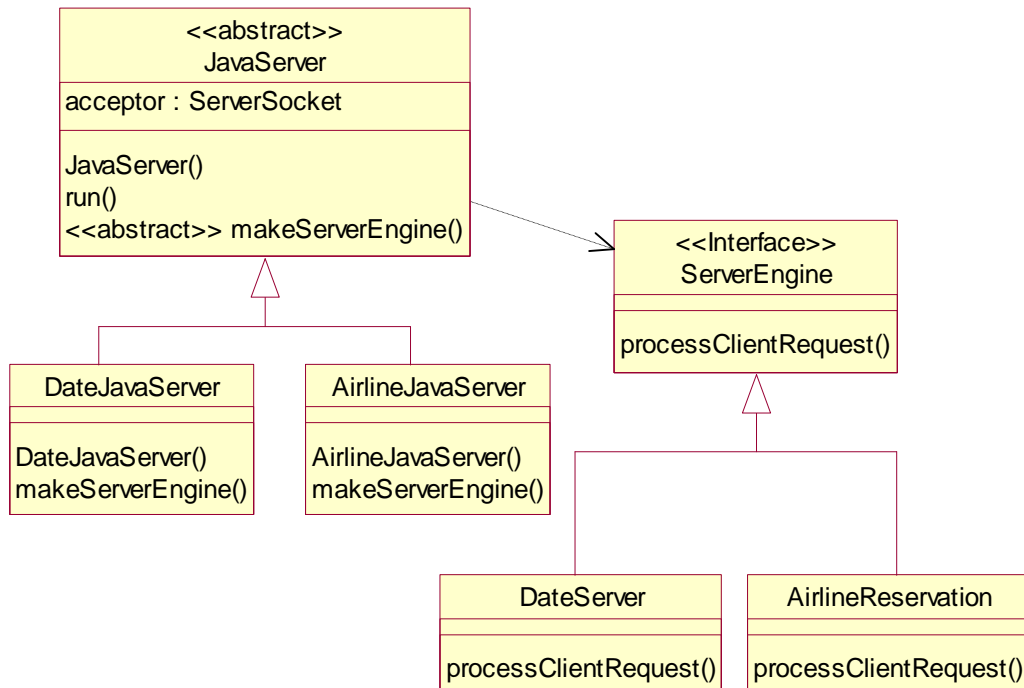 <<abstract>>
JavaServer
acceptor : ServerSocket
JavaServer()
run()
<<abstract>> makeServerEngine()
<<Interface>>
ServerEngine
processClientRequest()
DateJavaServer
DateJavaServer()
makeServerEngine()
AirlineJavaServer
AirlineJavaServer()
makeServerEngine()
DateServer
processClientRequest()
AirlineReservation
processClientRequest()